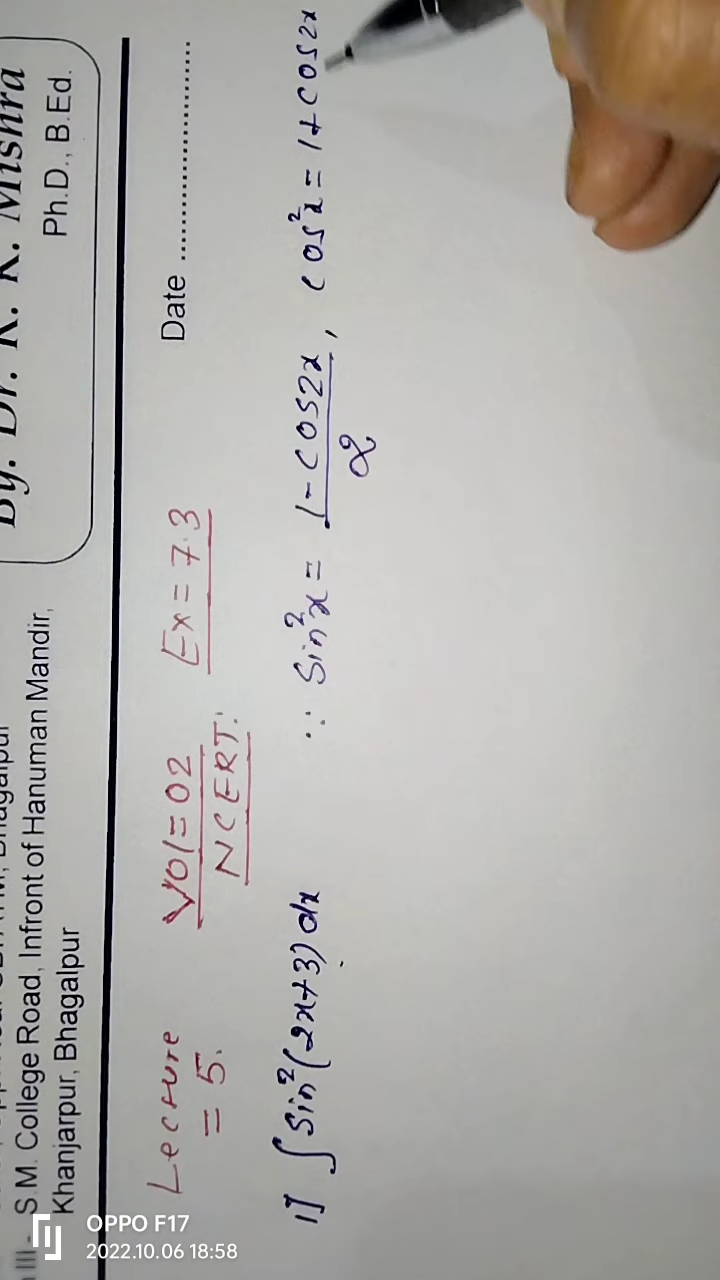 By. Dr. K. K. Mishra
Ph.D., B.Ed.
S.M. College Road, Infront of Hanuman Mandir,
Khanjarpur, Bhagalpur
Date ........................
Lecture = 5.
Vol = 02
NCERT.
Ex = 7.3
1] ∫ Sin²(2x+3) dx ∵ Sin²x = (1 - cos2x)/2, cos²x = 1 + cos2x
OPPO F17
2022.10.06 18:58